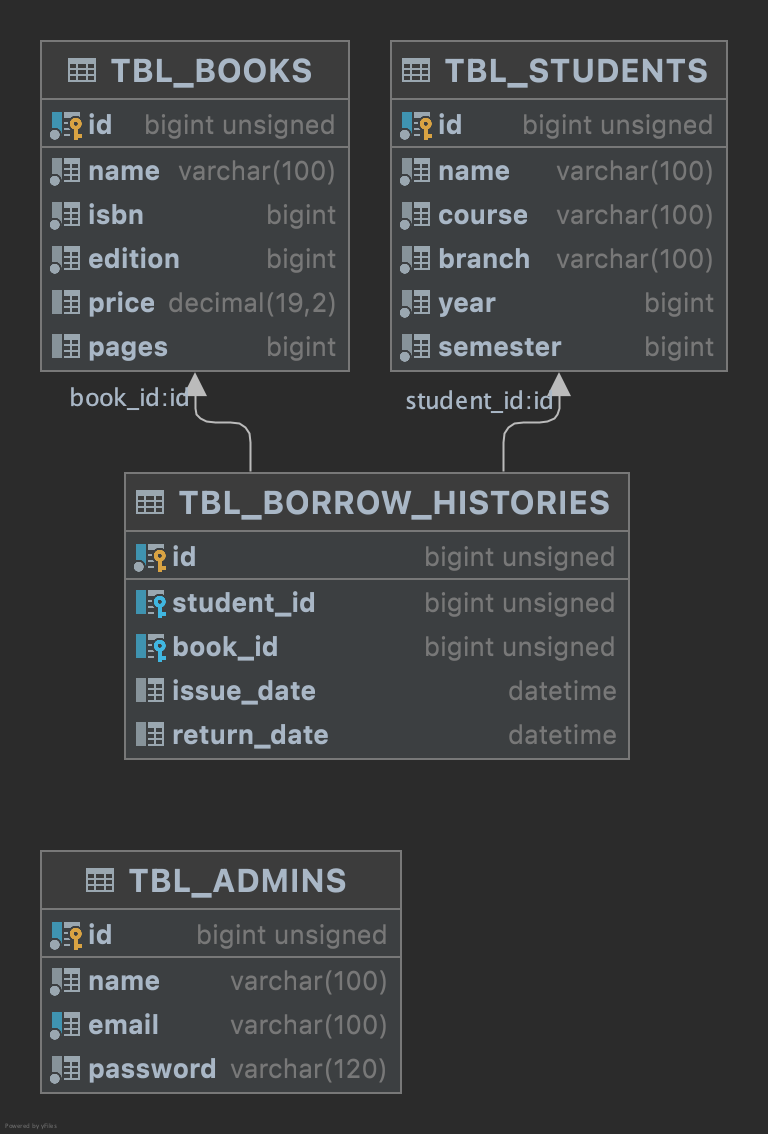 TBL_BOOKS
id bigint unsigned
name varchar(100)
isbn bigint
edition bigint
price decimal(19,2)
pages bigint
TBL_STUDENTS
id bigint unsigned
name varchar(100)
course varchar(100)
branch varchar(100)
year bigint
semester bigint
book_id:id
student_id:id
TBL_BORROW_HISTORIES
id bigint unsigned
student_id bigint unsigned
book_id bigint unsigned
issue_date datetime
return_date datetime
TBL_ADMINS
id bigint unsigned
name varchar(100)
email varchar(100)
password varchar(120)
Powered by yFiles